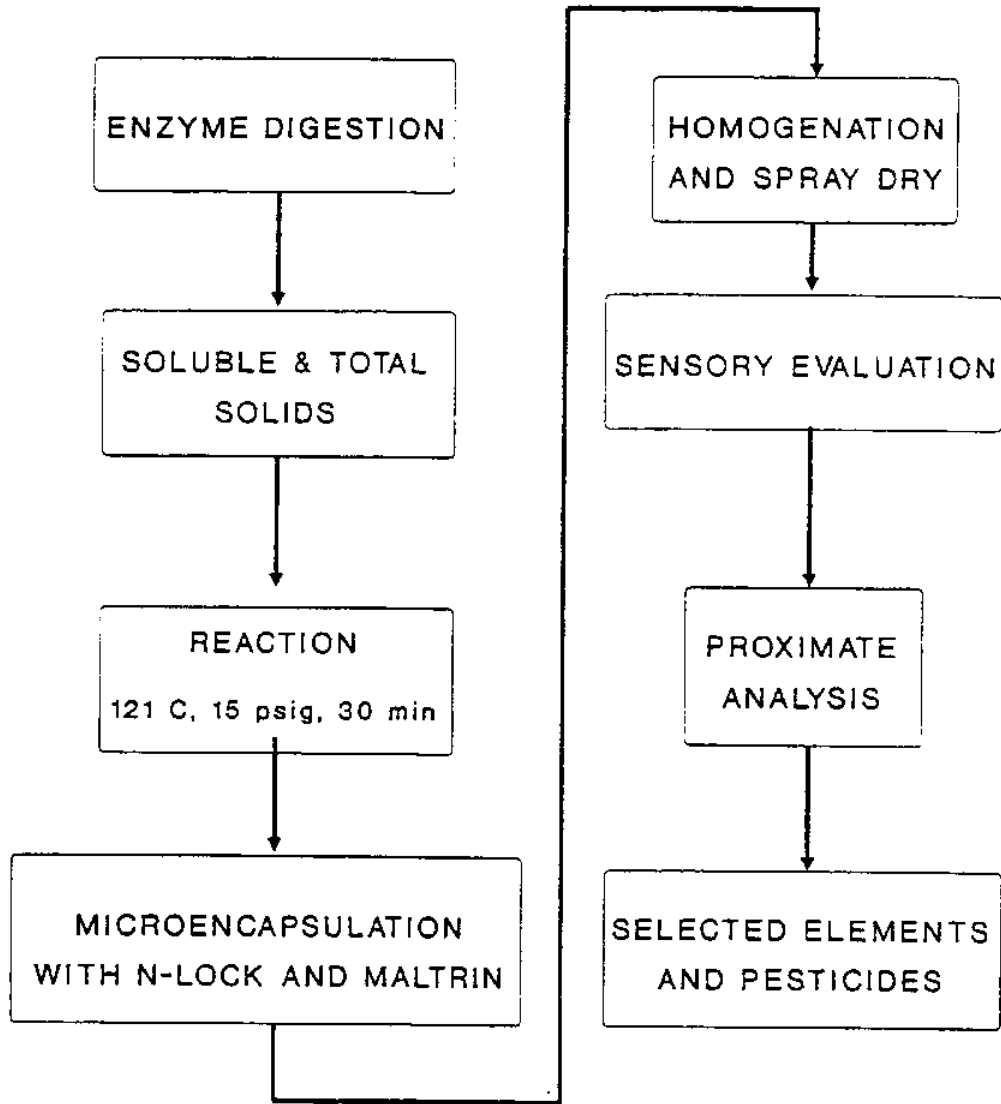 ENZYME DIGESTION
SOLUBLE & TOTAL
SOLIDS
REACTION
121 C, 15 psig, 30 min
MICROENCAPSULATION
WITH N-LOCK AND MALTRIN
HOMOGENATION
AND SPRAY DRY
SENSORY EVALUATION
PROXIMATE
ANALYSIS
SELECTED ELEMENTS
AND PESTICIDES